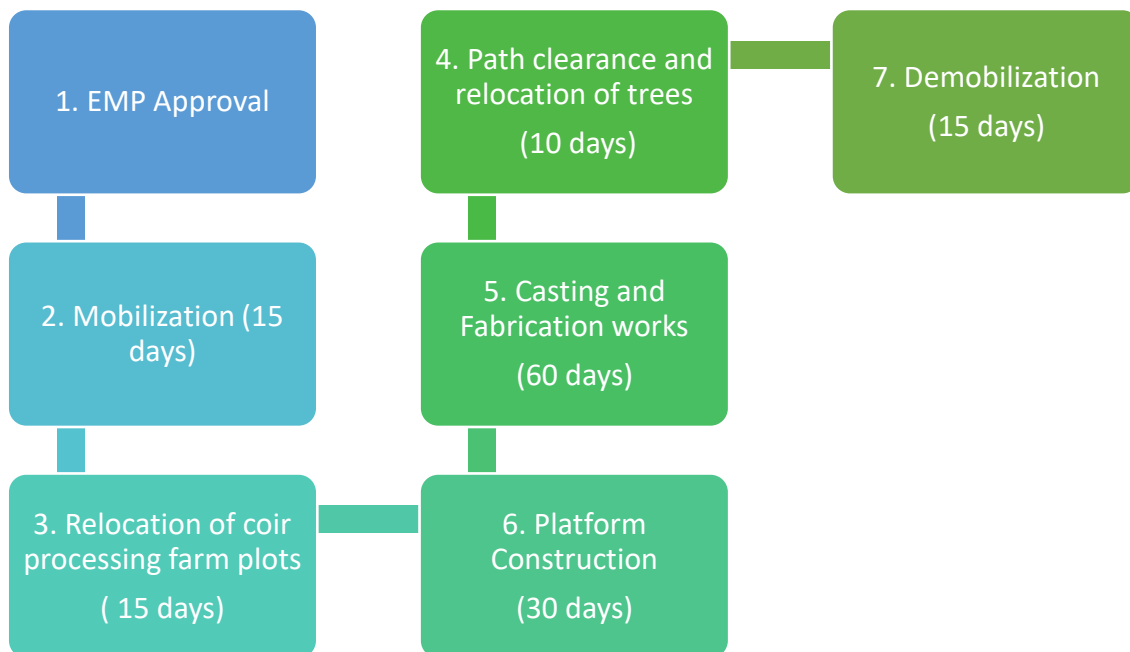 1. EMP Approval
2. Mobilization (15
days)
3. Relocation of coir
processing farm plots
( 15 days)
4. Path clearance and
relocation of trees
(10 days)
5. Casting and
Fabrication works
(60 days)
6. Platform
Construction
(30 days)
7. Demobilization
(15 days)